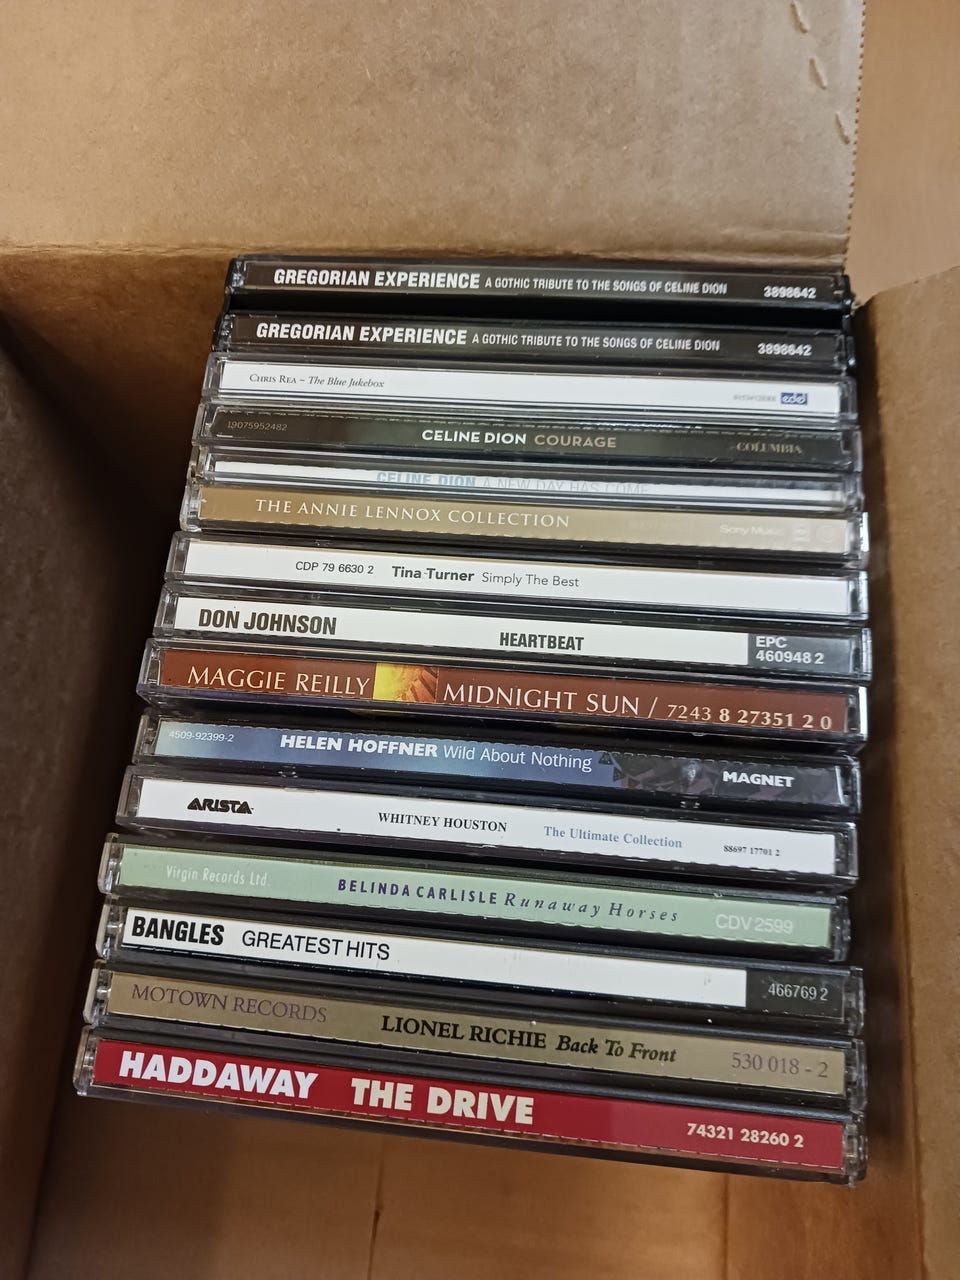 GREGORIAN EXPERIENCE A GOTHIC TRIBUTE TO THE SONGS OF CELINE DION 3898642
GREGORIAN EXPERIENCE A GOTHIC TRIBUTE TO THE SONGS OF CELINE DION 3898642
CHRIS REA – The Blue Jukebox edel
19075952482 CELINE DION COURAGE COLUMBIA
CELINE DION A NEW DAY HAS COME
THE ANNIE LENNOX COLLECTION Sony Music
CDP 79 6630 2 Tina Turner Simply The Best
DON JOHNSON HEARTBEAT EPC 460948 2
MAGGIE REILLY MIDNIGHT SUN / 7243 8 27351 2 0
4509-92399-2 HELEN HOFFNER Wild About Nothing MAGNET
ARISTA WHITNEY HOUSTON The Ultimate Collection 88697 17701 2
Virgin Records Ltd. BELINDA CARLISLE Runaway Horses CDV 2599
BANGLES GREATEST HITS 466769 2
MOTOWN RECORDS LIONEL RICHIE Back To Front 530 018 - 2
HADDAWAY THE DRIVE 74321 28260 2